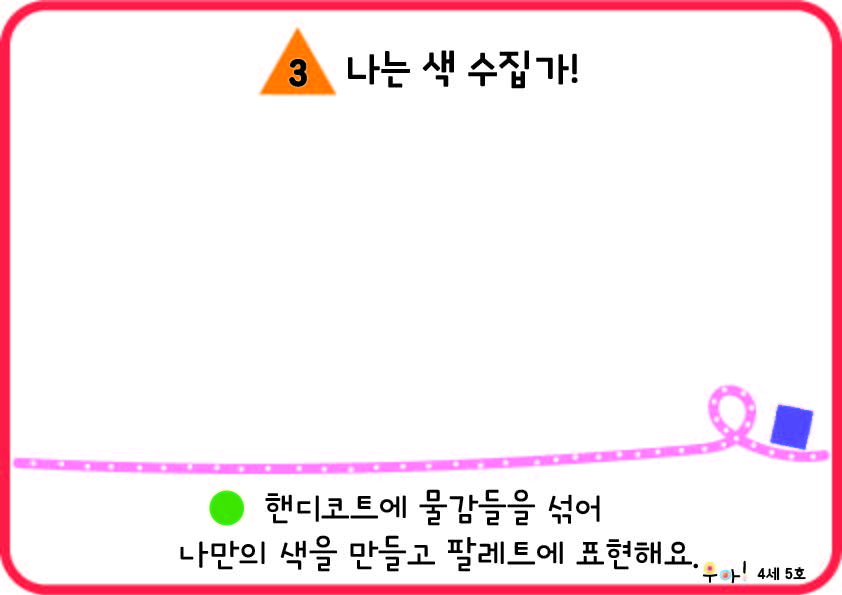 3 나는 색 수집가!
핸디코트에 물감들을 섞어
나만의 색을 만들고 팔레트에 표현해요.
우아! 4세 5호